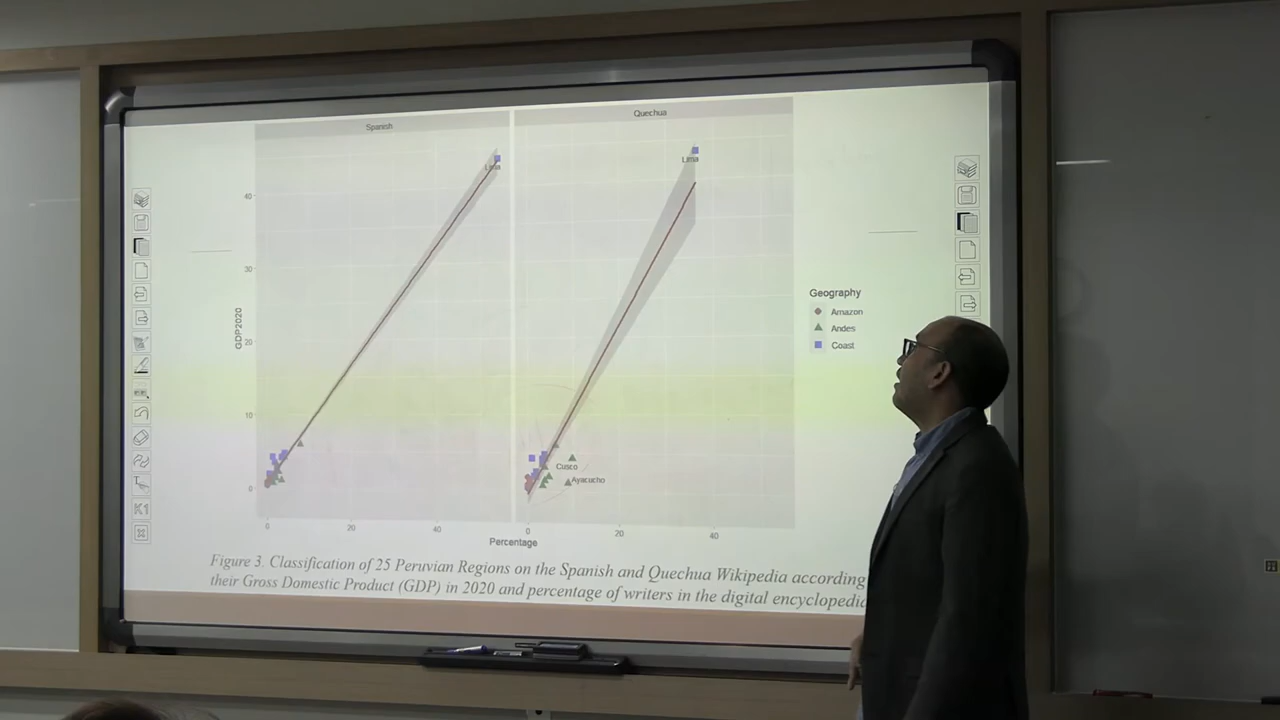 Spanish
Quechua
Lima
Lima
40
30
20
10
0
GDP2020
Cusco
Ayacucho
0
20
40
0
20
40
Percentage
Geography
Amazon
Andes
Coast
K1
Figure 3. Classification of 25 Peruvian Regions on the Spanish and Quechua Wikipedia according
their Gross Domestic Product (GDP) in 2020 and percentage of writers in the digital encyclopedia